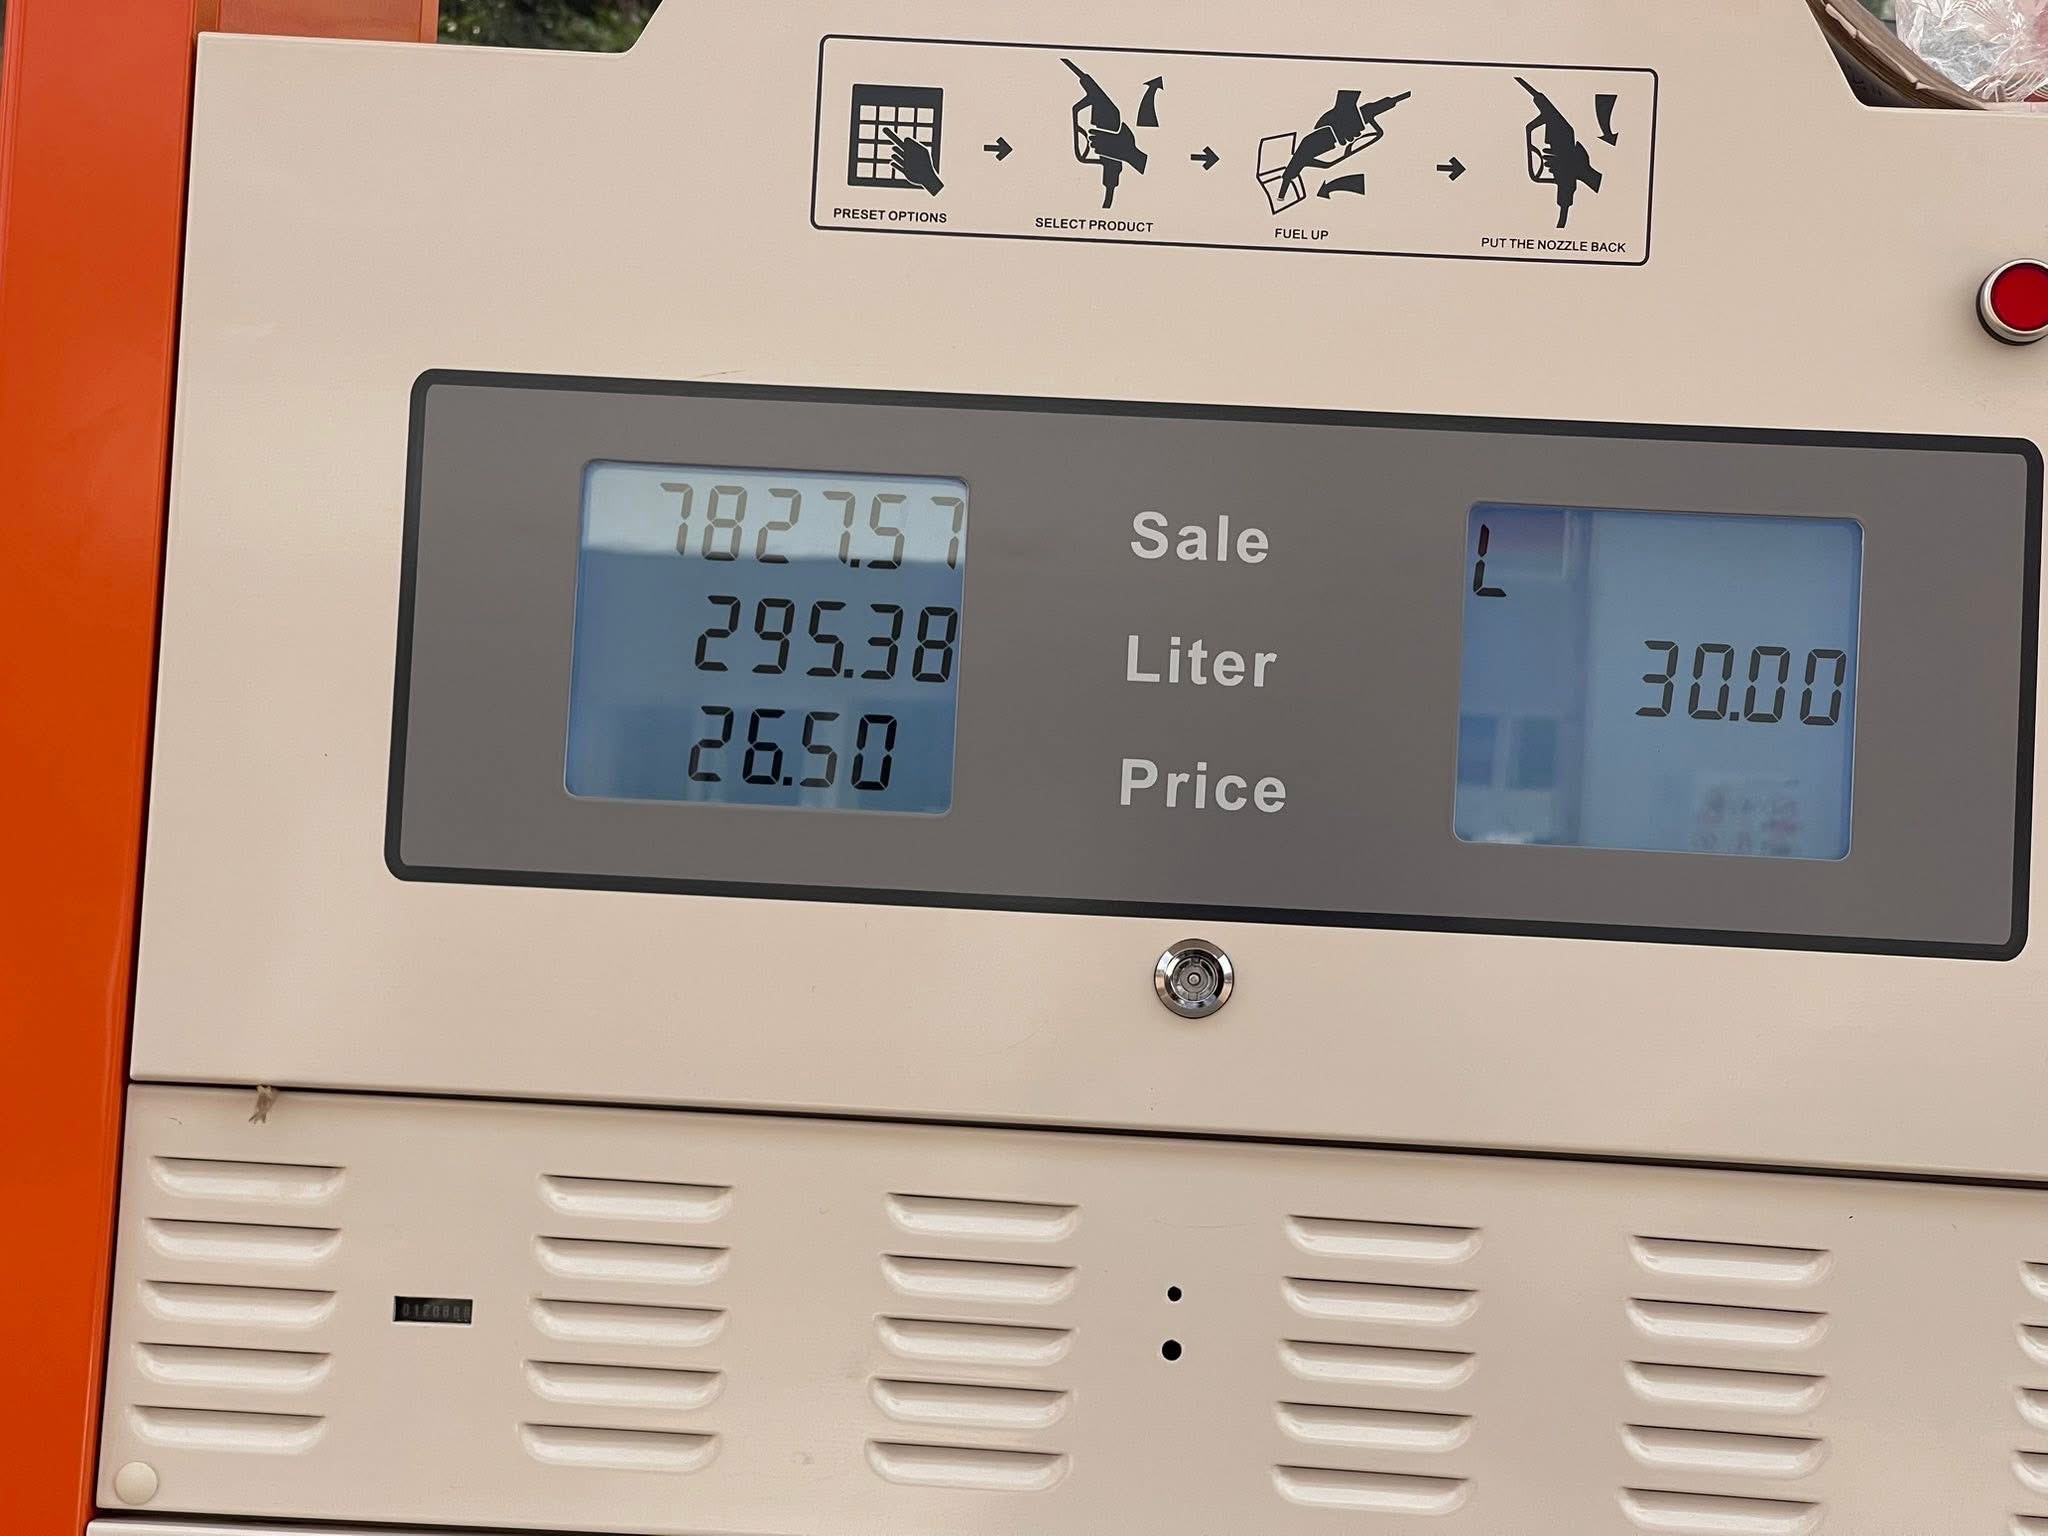 PRESET OPTIONS
SELECT PRODUCT
FUEL UP
PUT THE NOZZLE BACK
7827.57
Sale
L
295.38
Liter
30.00
26.50
Price